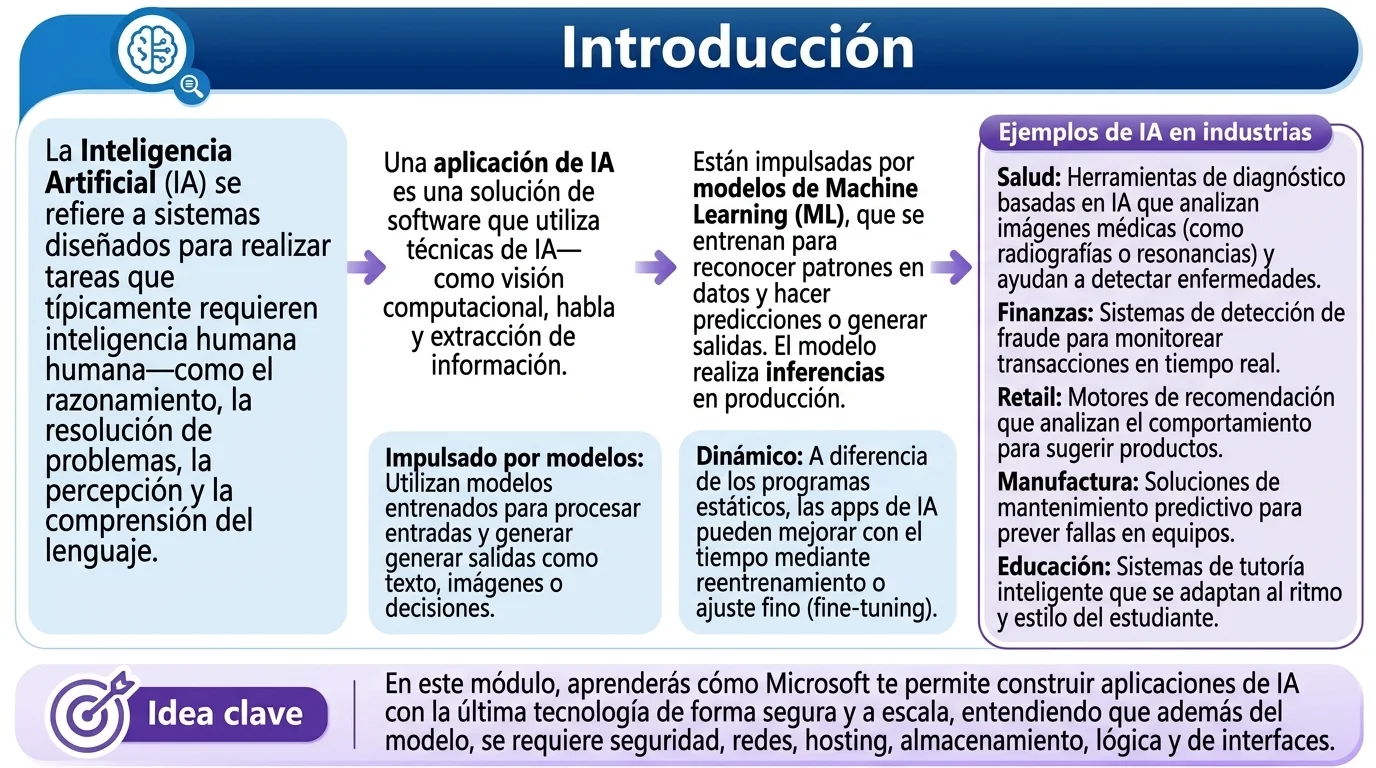 Introducción
La Inteligencia
Artificial (IA) se
refiere a sistemas
diseñados para realizar
tareas que
típicamente requieren
inteligencia humana
humana—como el
razonamiento, la
resolución de
problemas, la
percepción y la
comprensión del
lenguaje.
Una aplicación de IA
es una solución de
software que utiliza
técnicas de IA—
como visión
computacional, habla
y extracción de
información.
Están impulsadas por
modelos de Machine
Learning (ML), que se
entrenan para
reconocer patrones en
datos y hacer
predicciones o generar
salidas. El modelo
realiza inferencias
en producción.
Impulsado por modelos:
Utilizan modelos
entrenados para procesar
entradas y generar
generar salidas como
texto, imágenes o
decisiones.
Dinámico: A diferencia
de los programas
estáticos, las apps de IA
pueden mejorar con el
tiempo mediante
reentrenamiento o
ajuste fino (fine-tuning).
Ejemplos de IA en industrias
Salud: Herramientas de diagnóstico
basadas en IA que analizan
imágenes médicas (como
radiografías o resonancias) y
ayudan a detectar enfermedades.
Finanzas: Sistemas de detección de
fraude para monitorear
transacciones en tiempo real.
Retail: Motores de recomendación
que analizan el comportamiento
para sugerir productos.
Manufactura: Soluciones de
mantenimiento predictivo para
prever fallas en equipos.
Educación: Sistemas de tutoría
inteligente que se adaptan al ritmo
y estilo del estudiante.
Idea clave
En este módulo, aprenderás cómo Microsoft te permite construir aplicaciones de IA
con la última tecnología de forma segura y a escala, entendiendo que además del
modelo, se requiere seguridad, redes, hosting, almacenamiento, lógica y de interfaces.